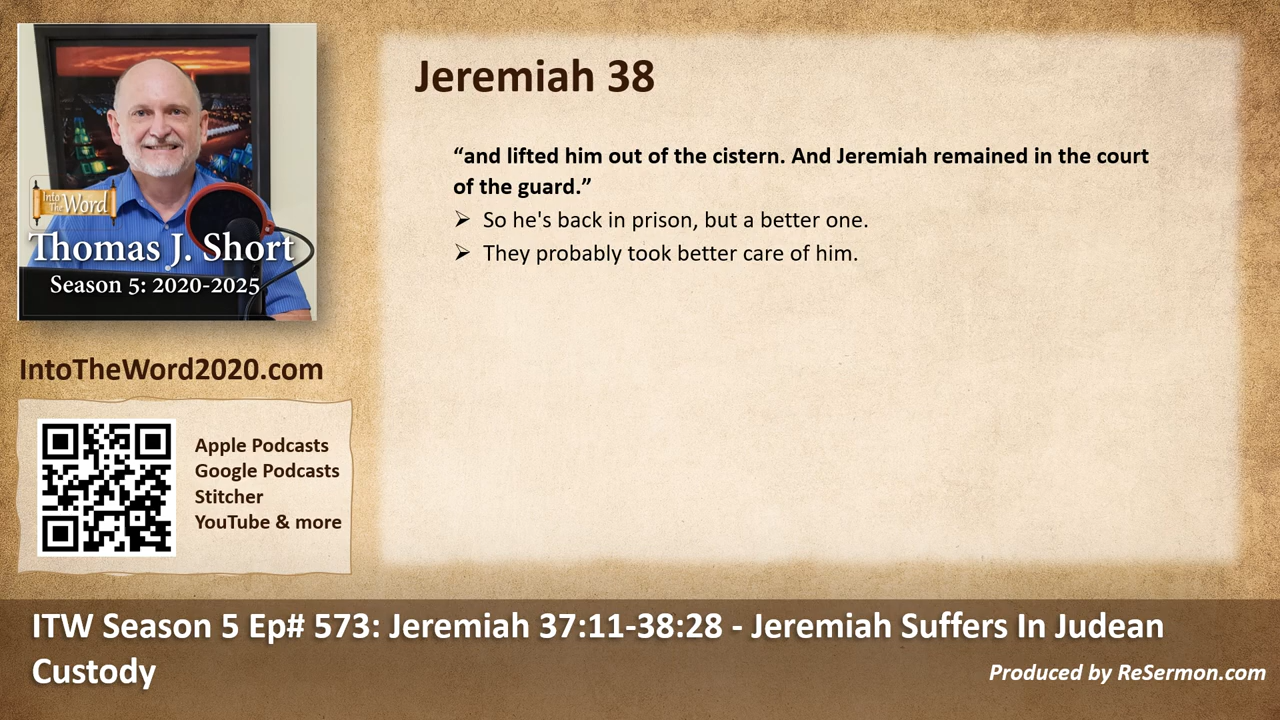 Into
The Word
Thomas J. Short
Season 5: 2020-2025
IntoTheWord2020.com
Apple Podcasts
Google Podcasts
Stitcher
YouTube & more
Jeremiah 38
“and lifted him out of the cistern. And Jeremiah remained in the court
of the guard.”
➢ So he's back in prison, but a better one.
➢ They probably took better care of him.
ITW Season 5 Ep# 573: Jeremiah 37:11-38:28 - Jeremiah Suffers In Judean
Custody
Produced by ReSermon.com